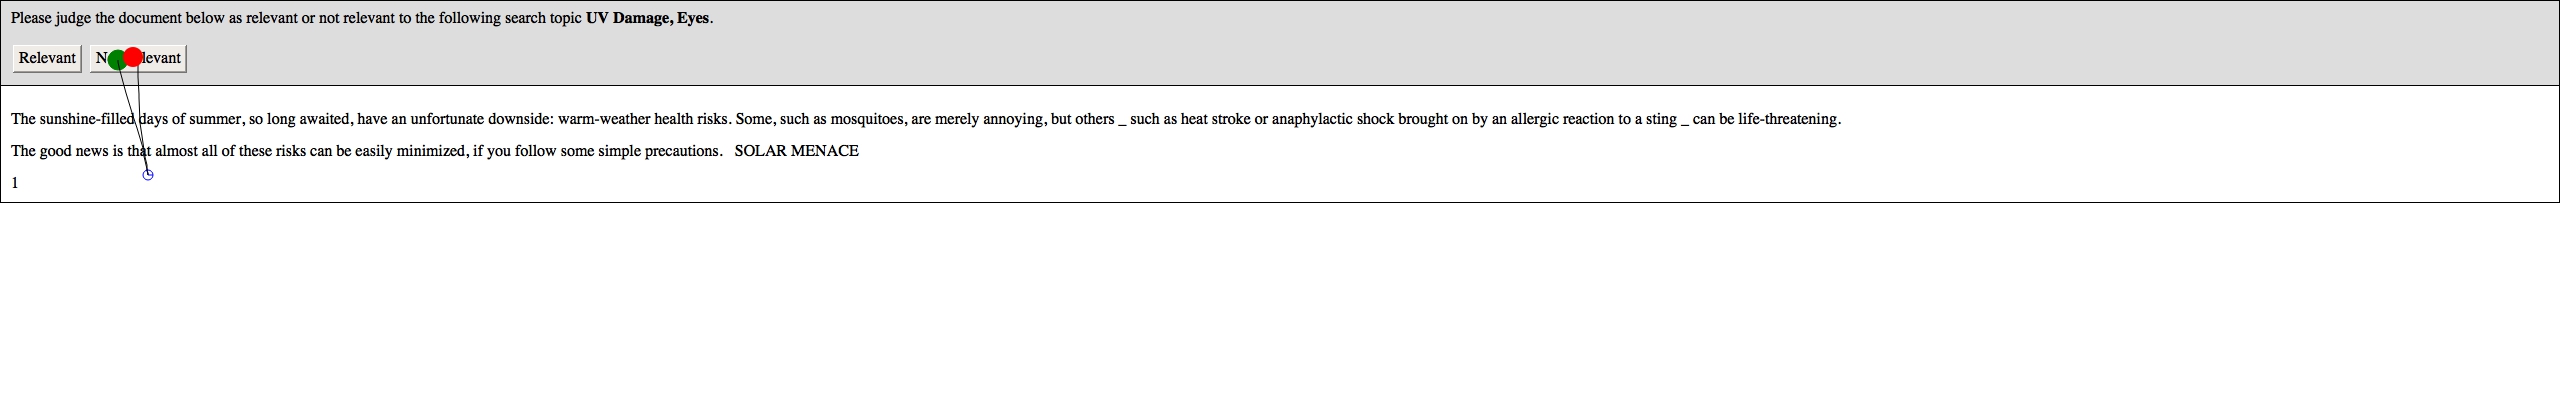 Please judge the document below as relevant or not relevant to the following search topic UV Damage, Eyes.
Relevant N levant
The sunshine-filled days of summer, so long awaited, have an unfortunate downside: warm-weather health risks. Some, such as mosquitoes, are merely annoying, but others _ such as heat stroke or anaphylactic shock brought on by an allergic reaction to a sting _ can be life-threatening.
The good news is that almost all of these risks can be easily minimized, if you follow some simple precautions. SOLAR MENACE
1